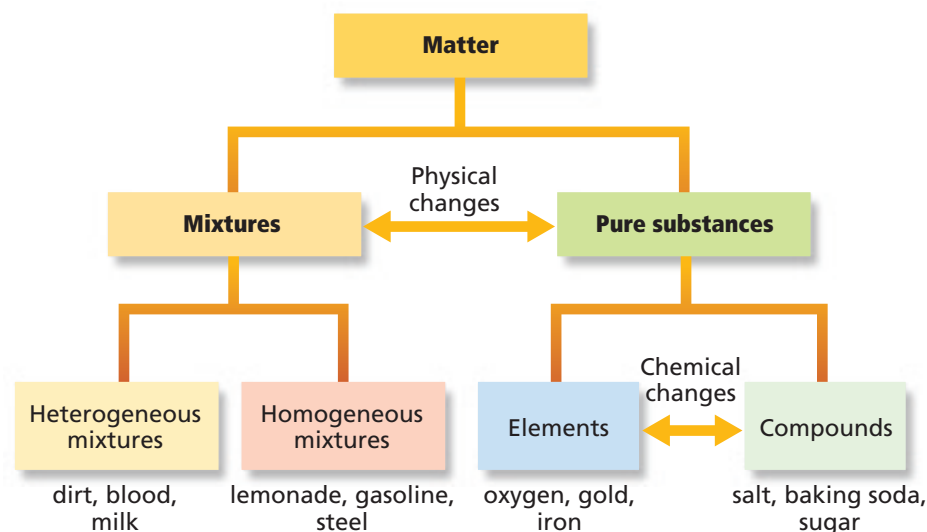 Matter
Physical
changes
Mixtures
Pure substances
Chemical
changes
Heterogeneous
mixtures
Homogeneous
mixtures
Elements
Compounds
dirt, blood,
milk
lemonade, gasoline,
steel
oxygen, gold,
iron
salt, baking soda,
sugar